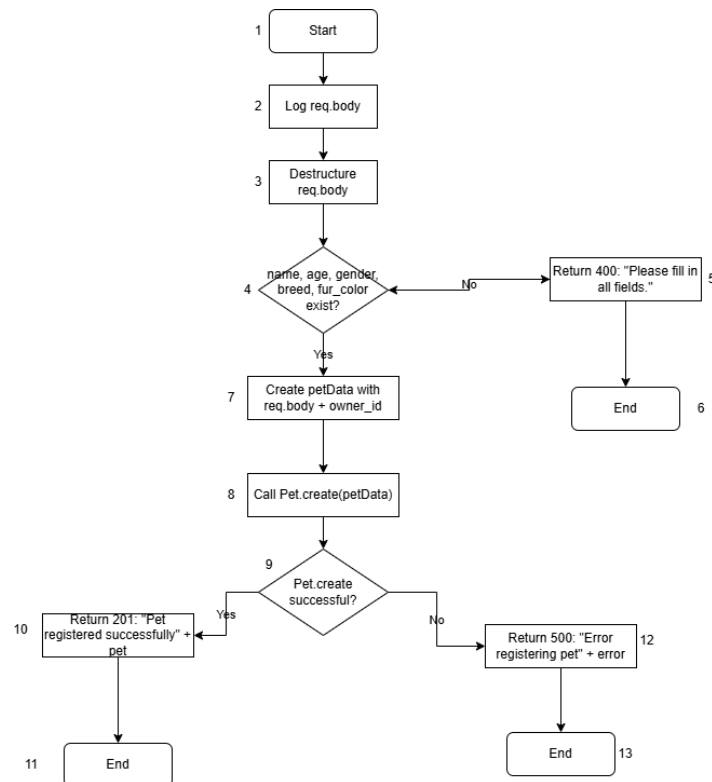 1
Start
2
Log req.body
3
Destructure
req.body
4
name, age, gender,
breed, fur_color
exist?
No
Return 400: "Please fill in
all fields."
5
Yes
End
6
7
Create petData with
req.body + owner_id
8
Call Pet.create(petData)
9
Pet.create
successful?
Yes
No
10
Return 201: "Pet
registered successfully" +
pet
Return 500: "Error
registering pet" + error
12
11
End
End
13